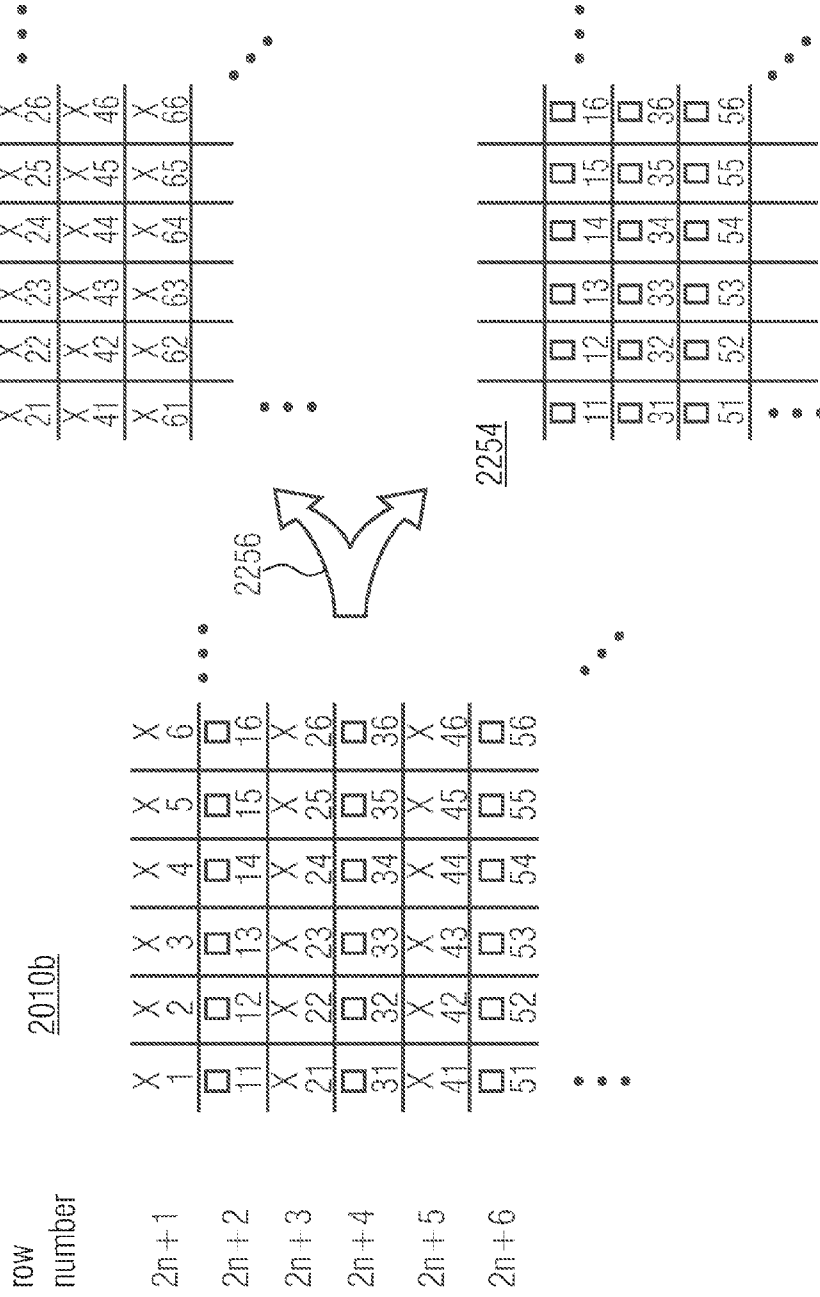 row
number
2010b
2n+1 X 1 X 2 X 3 X 4 X 5 X 6
2n+2 11 12 13 14 15 16
2n+3 X 21 X 22 X 23 X 24 X 25 X 26
2n+4 31 32 33 34 35 36
2n+5 X 41 X 42 X 43 X 44 X 45 X 46
2n+6 51 52 53 54 55 56
2256
X 21 X 22 X 23 X 24 X 25 X 26
X 41 X 42 X 43 X 44 X 45 X 46
X 61 X 62 X 63 X 64 X 65 X 66
2254
11 12 13 14 15 16
31 32 33 34 35 36
51 52 53 54 55 56